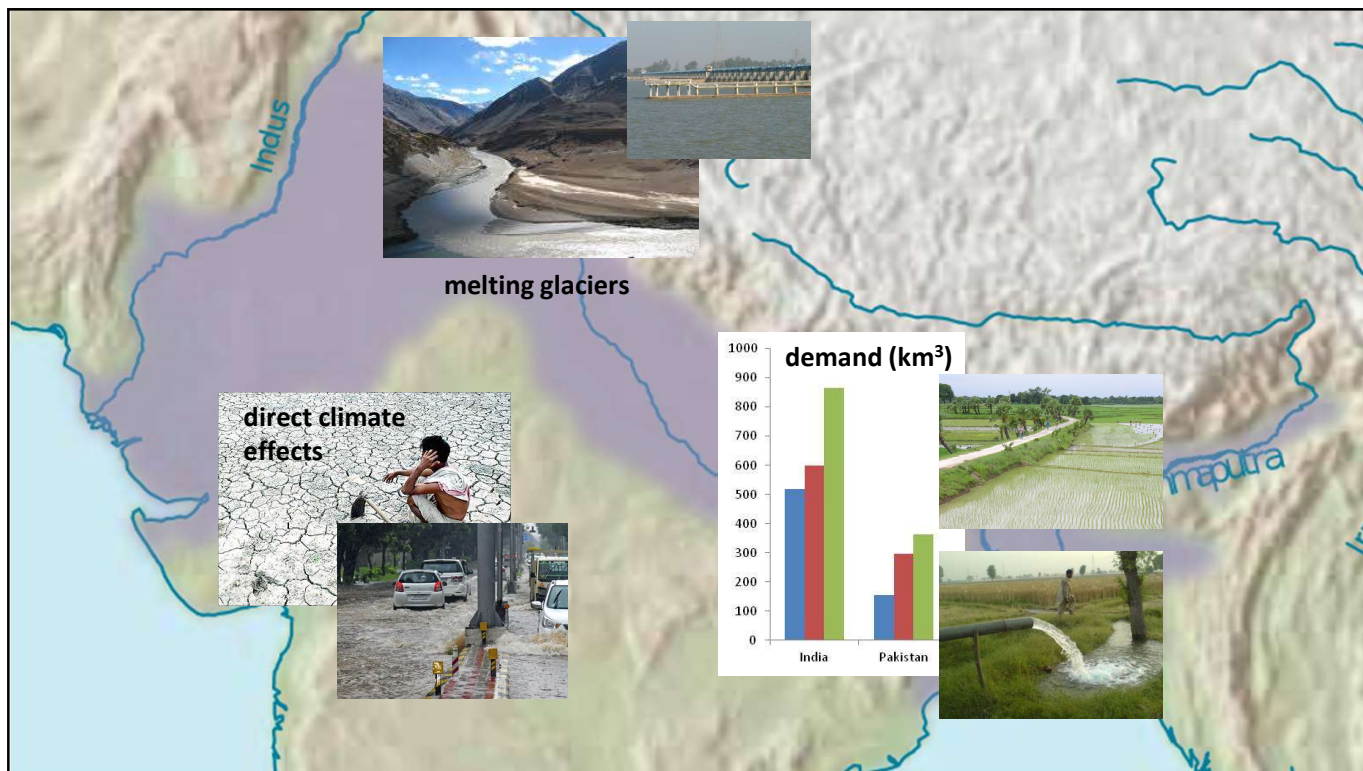 Indus
melting glaciers
direct climate
effects
demand (km³)
1000
900
800
700
600
500
400
300
200
100
0
India
Pakistan
maputra